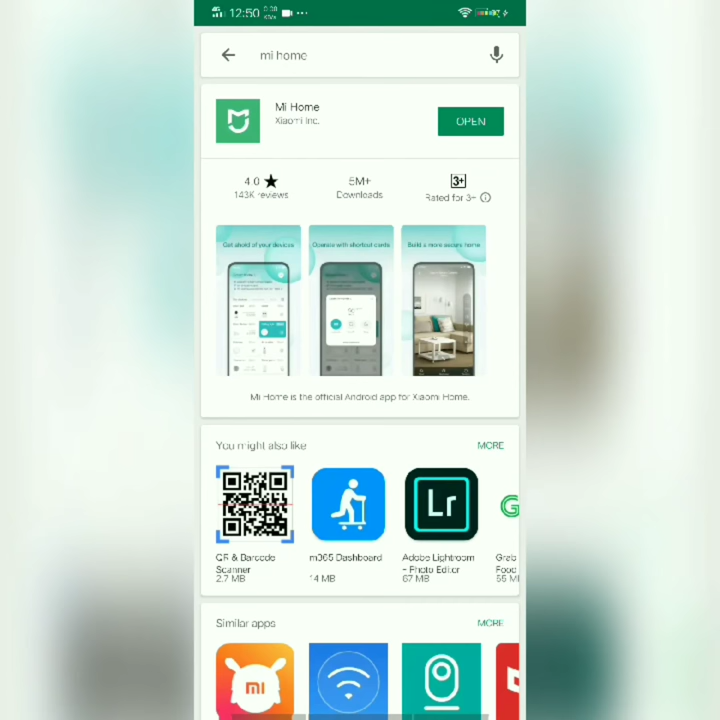 12:50
mi home
Mi Home
Xiaomi Inc.
OPEN
4.0 ★
143K reviews
5M+
Downloads
3+
Rated for 3+
Get ahold of your devices
Operate with shortcut cards
Build a more secure home
Mi Home is the official Android app for Xiaomi Home.
You might also like
MORE
Lr
QR & Barcode
Scanner
2.7 MB
m365 Dashboard
14 MB
Adobe Lightroom
- Photo Editor
67 MB
Grab
Food
55 M
Similar apps
MORE
mi